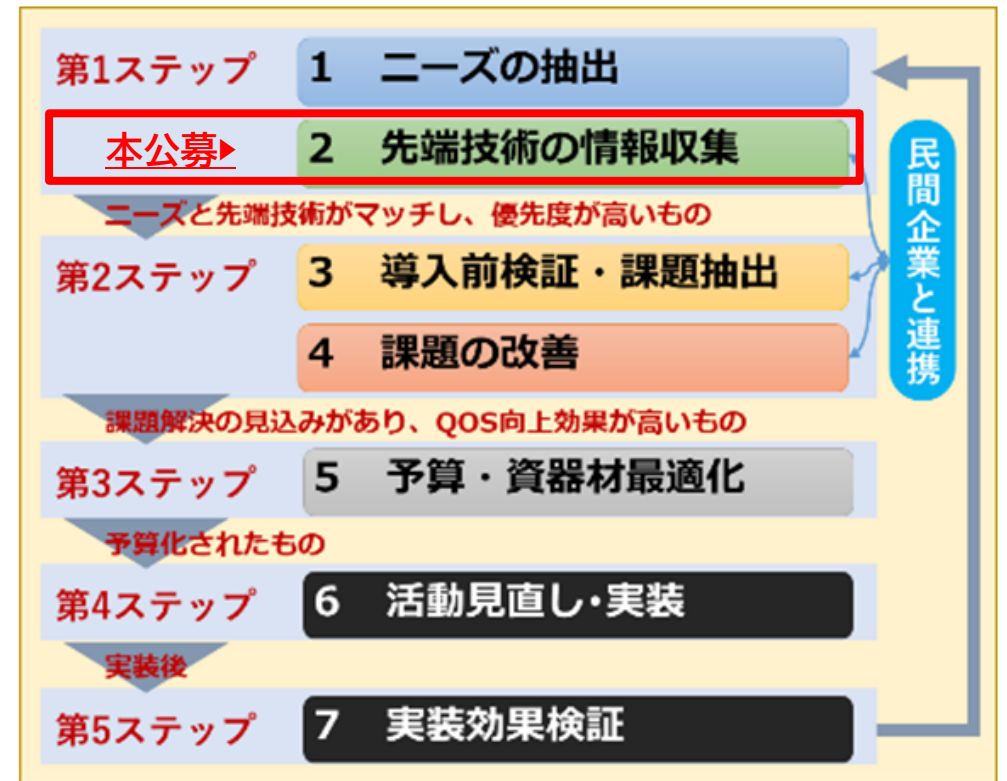 第1ステップ 1 ニーズの抽出
本公募▶ 2 先端技術の情報収集
ニーズと先端技術がマッチし、優先度が高いもの
第2ステップ 3 導入前検証・課題抽出
4 課題の改善
課題解決の見込みがあり、QOS向上効果が高いもの
第3ステップ 5 予算・資器材最適化
予算化されたもの
第4ステップ 6 活動見直し・実装
実装後
第5ステップ 7 実装効果検証
民間企業と連携